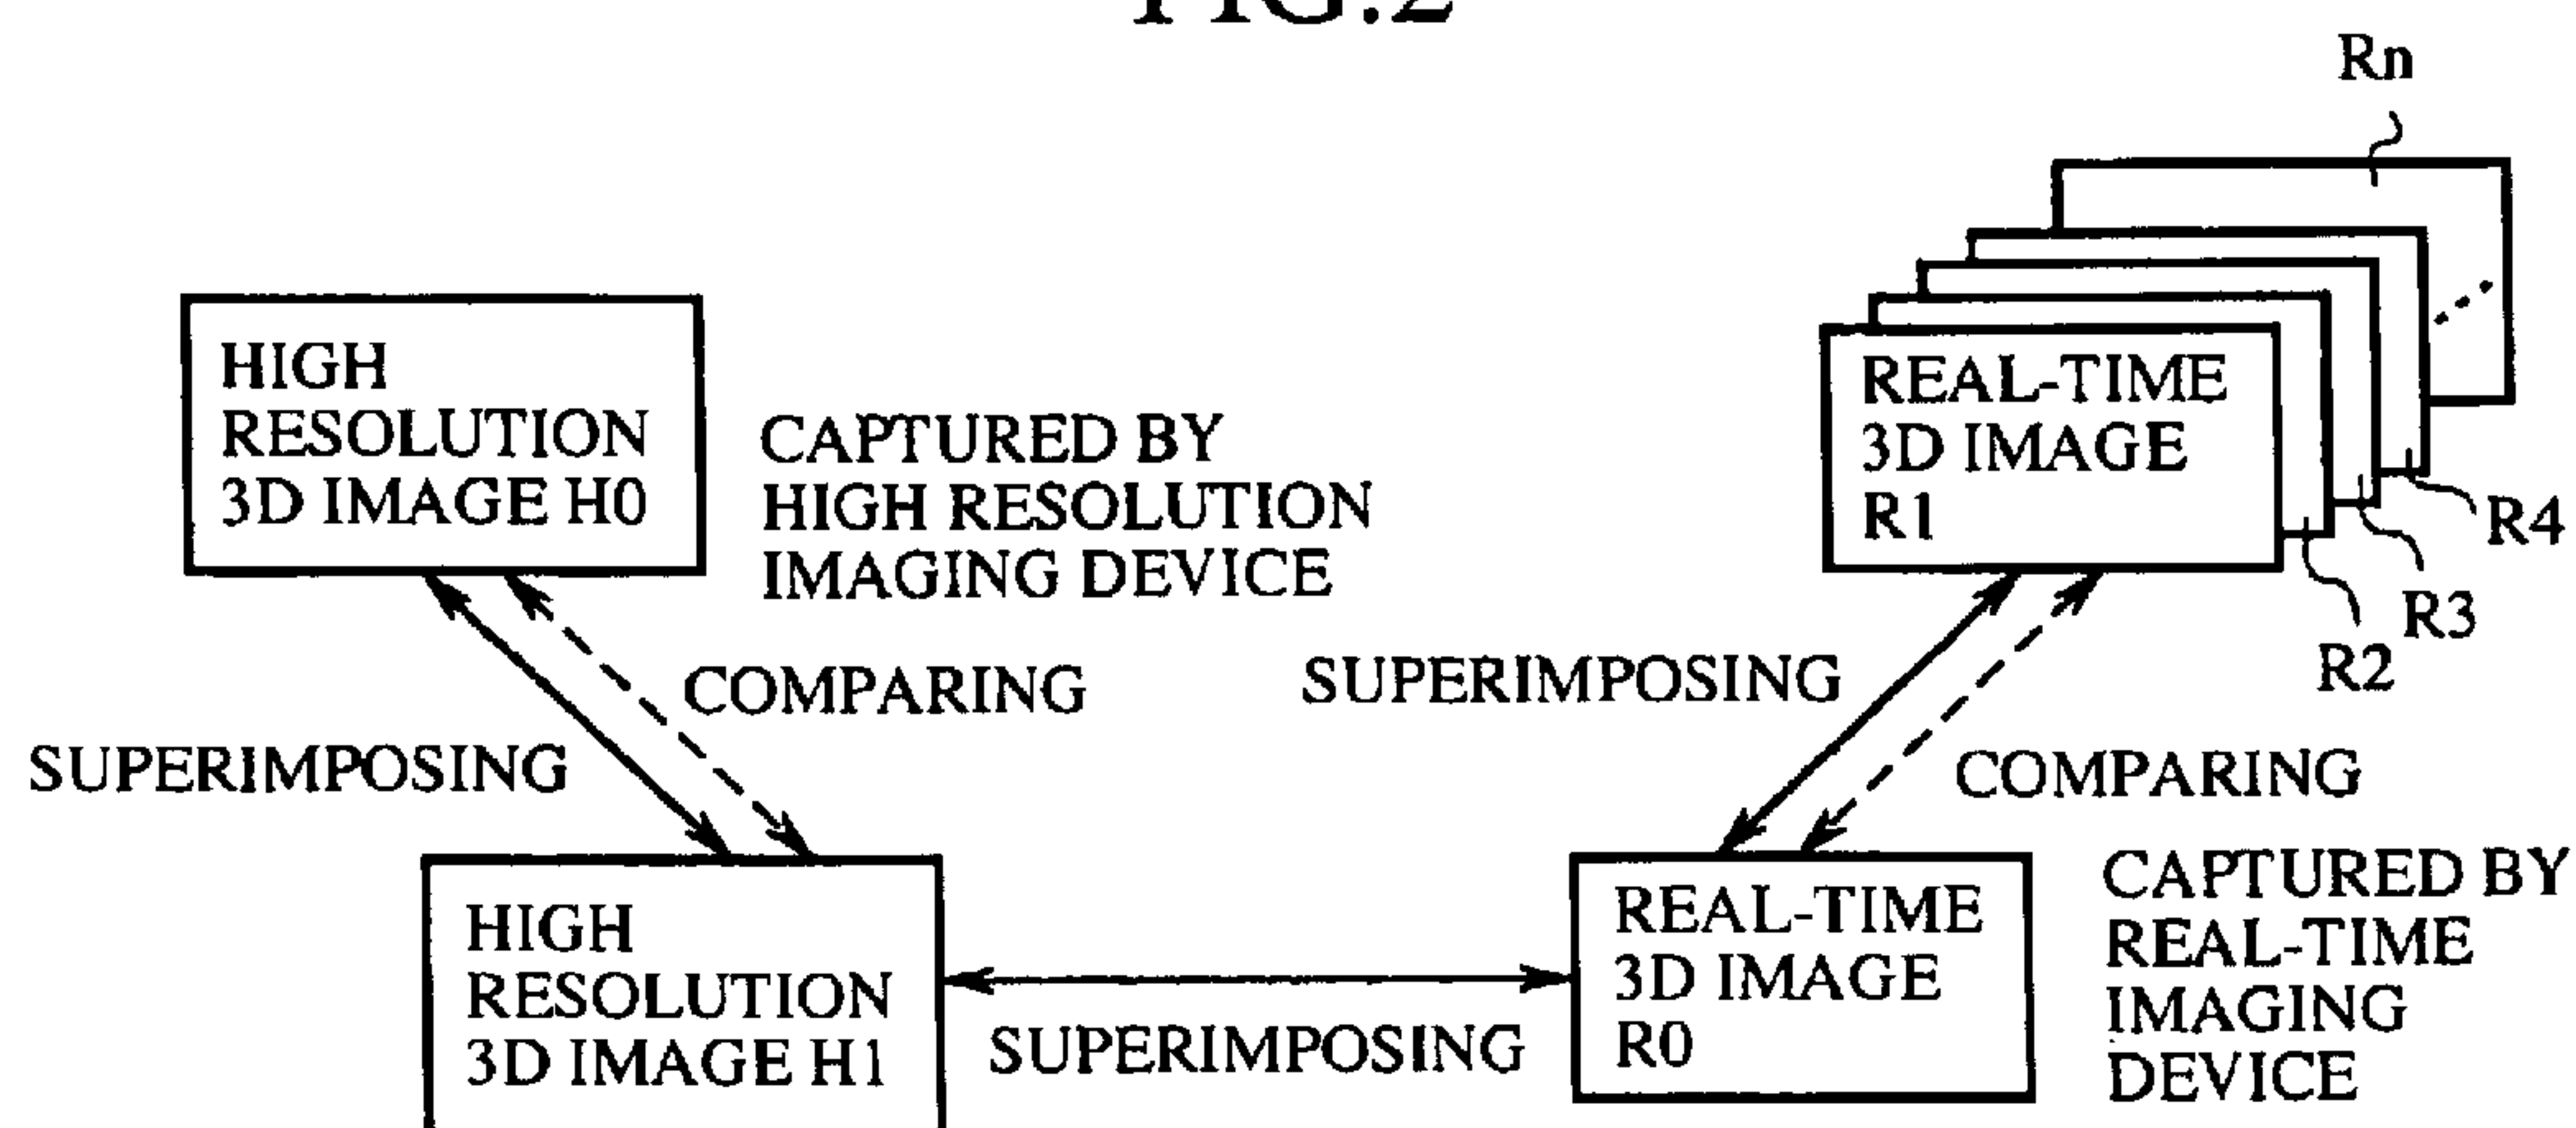 FIG.2
Rn
HIGH
RESOLUTION
3D IMAGE H0
CAPTURED BY
HIGH RESOLUTION
IMAGING DEVICE
REAL-TIME
3D IMAGE
R1
R4
R3
R2
COMPARING
SUPERIMPOSING
SUPERIMPOSING
COMPARING
HIGH
RESOLUTION
3D IMAGE H1
SUPERIMPOSING
REAL-TIME
3D IMAGE
R0
CAPTURED BY
REAL-TIME
IMAGING
DEVICE